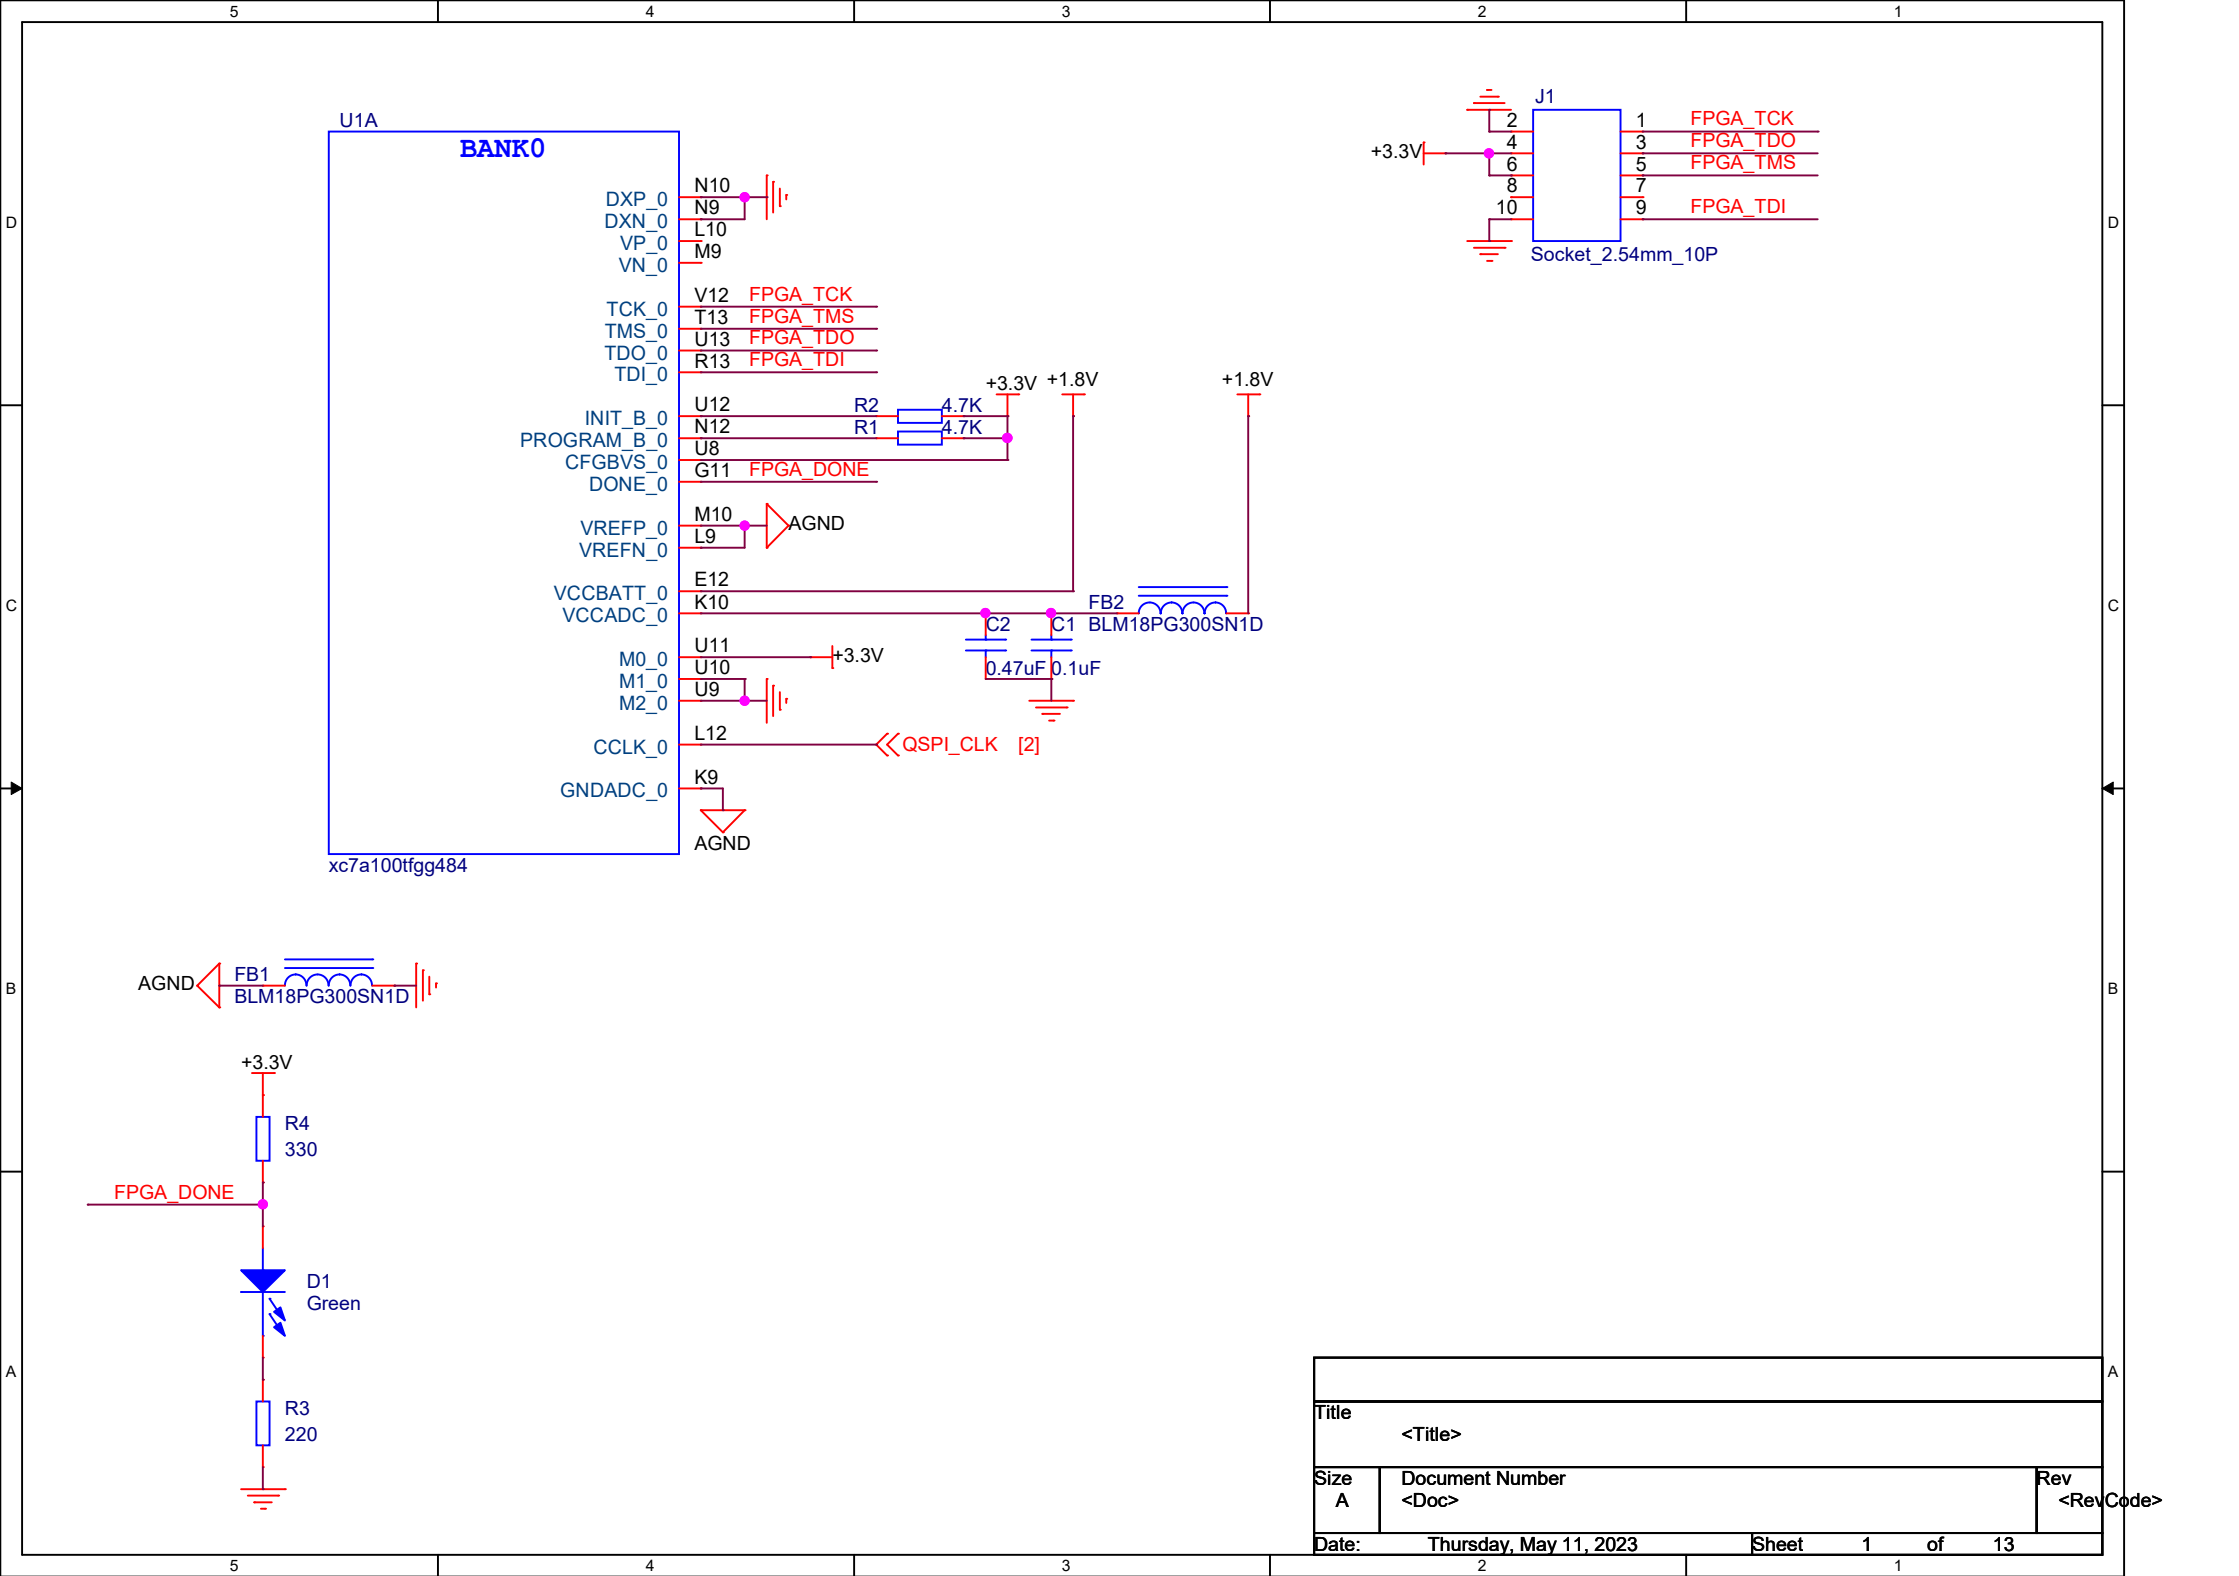 5 4 3 2 1
D D
C C
B B
A A
U1A
BANK0
DXP_0 N10
DXN_0 N9
VP_0 L10
VN_0 M9
TCK_0 V12 FPGA_TCK
TMS_0 T13 FPGA_TMS
TDO_0 U13 FPGA_TDO
TDI_0 R13 FPGA_TDI
+3.3V +1.8V +1.8V
INIT_B_0 U12 R2 4.7K
PROGRAM_B_0 N12 R1 4.7K
CFGBVS_0 U8
DONE_0 G11 FPGA_DONE
VREFP_0 M10 AGND
VREFN_0 L9
VCCBATT_0 E12
VCCADC_0 K10
FB2
BLM18PG300SN1D
C2 C1
0.47uF 0.1uF
M0_0 U11 +3.3V
M1_0 U10
M2_0 U9
CCLK_0 L12 QSPI_CLK [2]
GNDADC_0 K9
AGND
xc7a100tfgg484
J1
2 1 FPGA_TCK
+3.3V 4 3 FPGA_TDO
6 5 FPGA_TMS
8 7
10 9 FPGA_TDI
Socket_2.54mm_10P
AGND FB1
BLM18PG300SN1D
+3.3V
R4
330
FPGA_DONE
D1
Green
R3
220
Title
<Title>
Size Document Number Rev
A <Doc> <RevCode>
Date: Thursday, May 11, 2023 Sheet 1 of 13
5 4 3 2 1